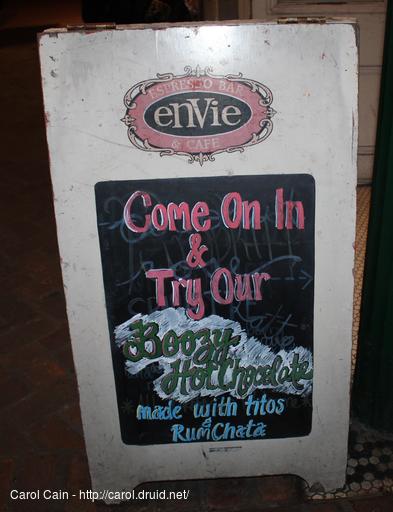 ESPRESSO BAR
enVie
& CAFE
Come On In
&
Try Our
Boozy
Hot Chocolate
made with titos
&
RumChata
Carol Cain - http://carol.druid.net/